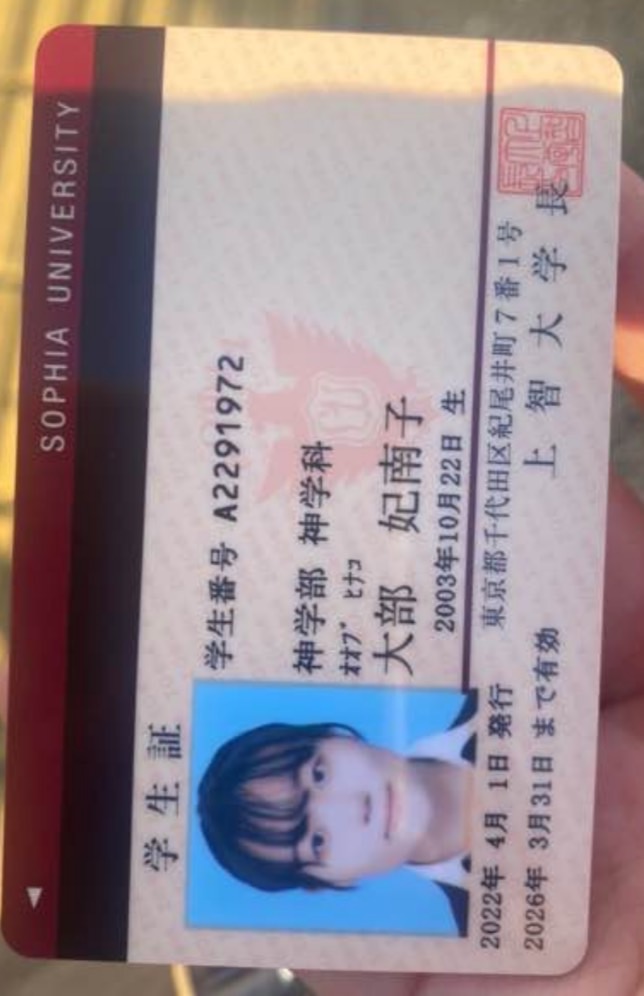 SOPHIA UNIVERSITY
学生証
学生番号 A2291972
神学部 神学科
オオブ ヒナコ
大部 妃南子
2003年10月22日 生
2022年 4月 1日 発行
2026年 3月31日 まで有効
東京都千代田区紀尾井町7番1号
上智大学長